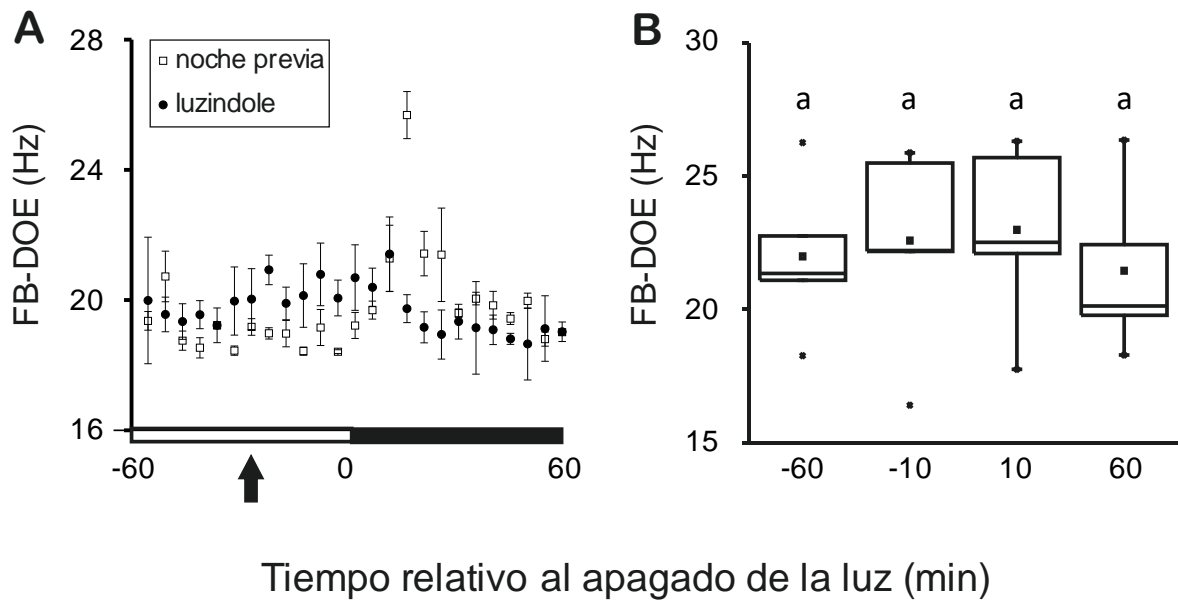 A
FB-DOE (Hz)
28
24
20
16
noche previa
luzindole
-60 0 60
B
FB-DOE (Hz)
30
25
20
15
a a a a
-60 -10 10 60
Tiempo relativo al apagado de la luz (min)